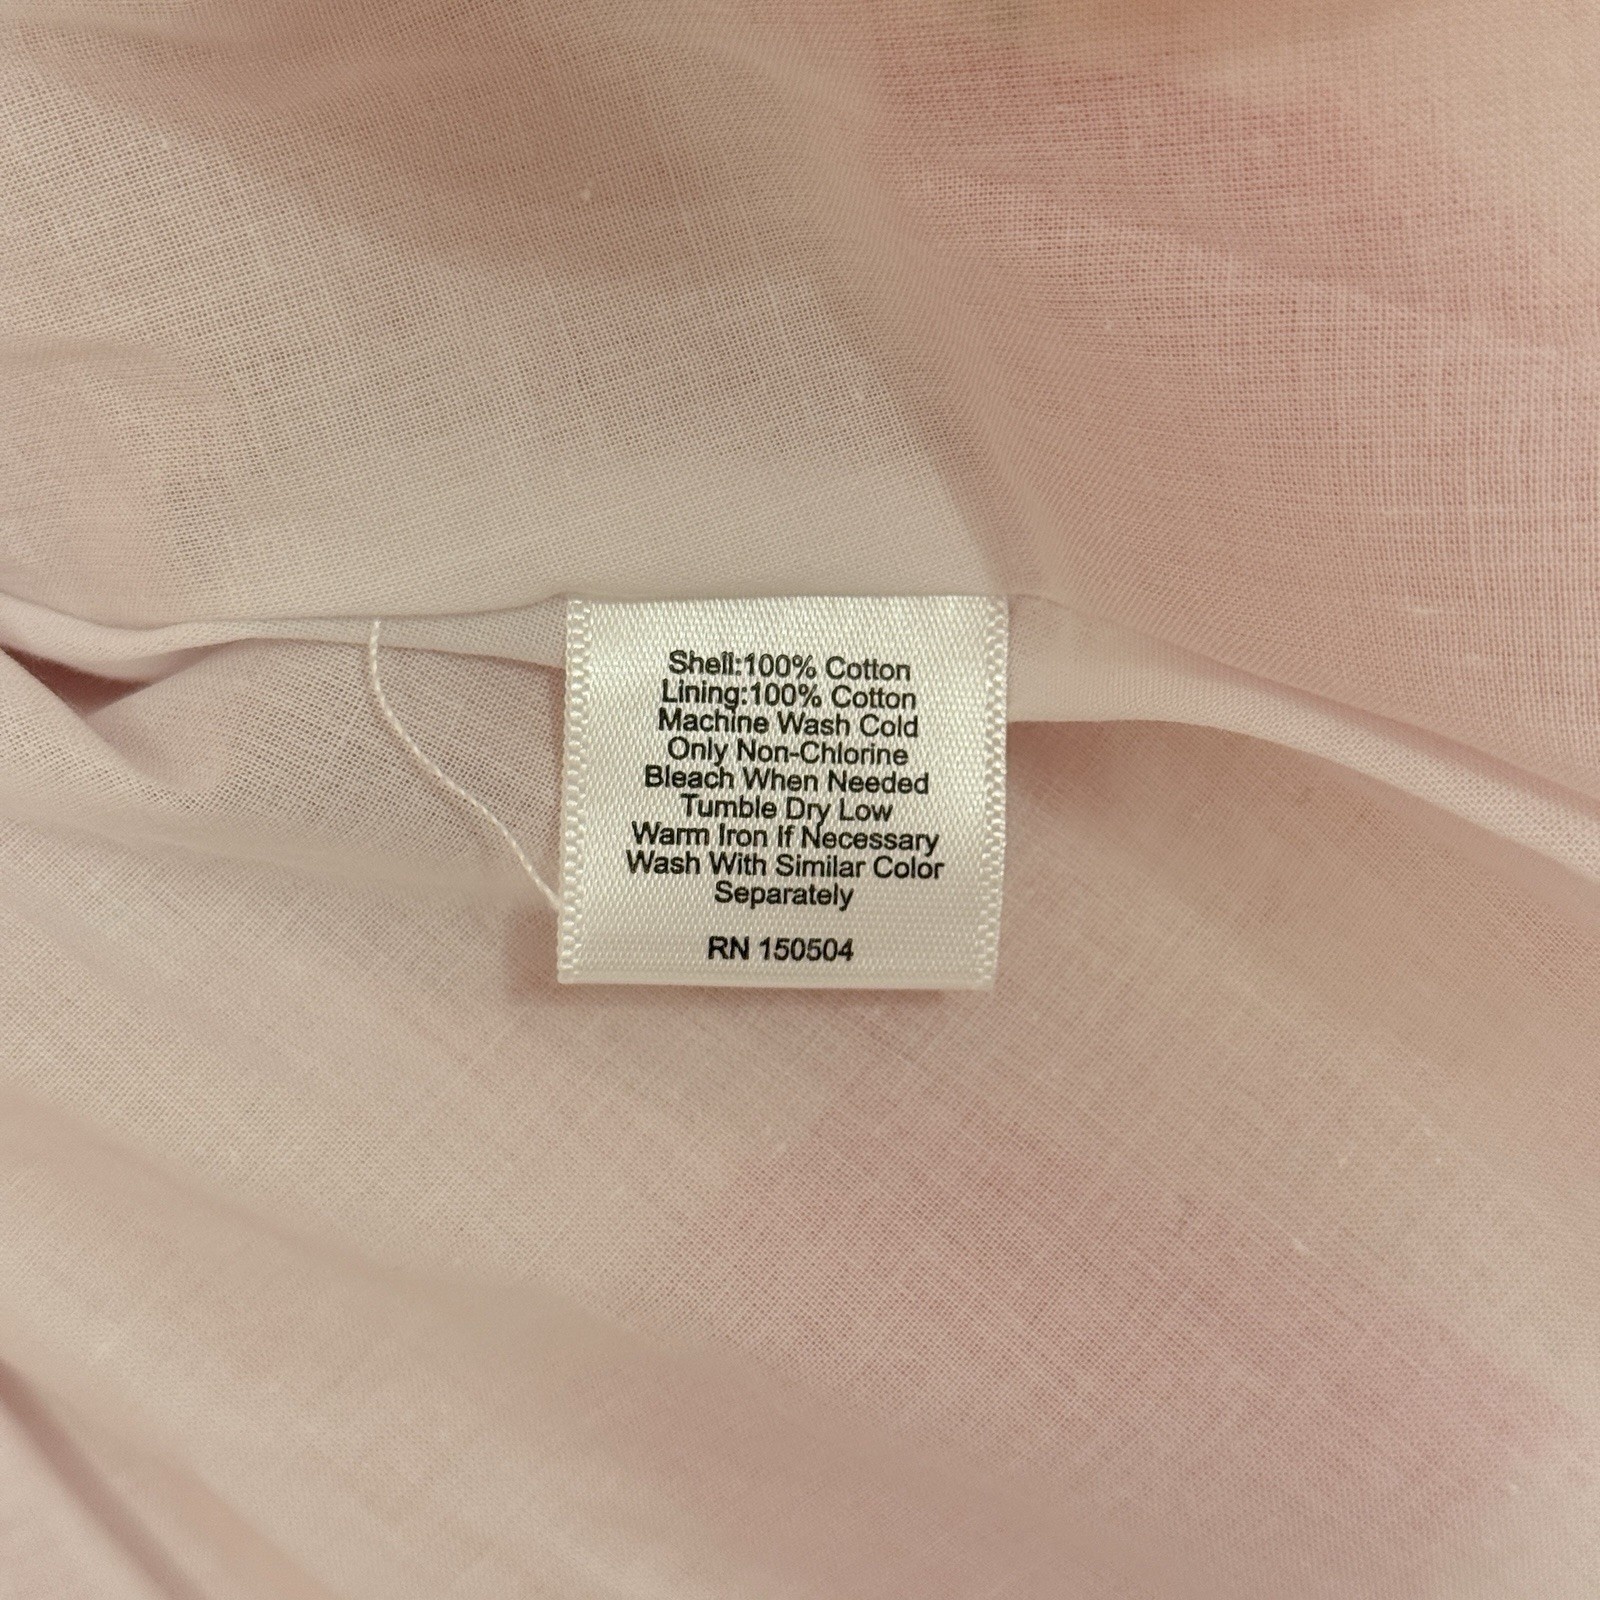 Shell:100% Cotton
Lining:100% Cotton
Machine Wash Cold
Only Non-Chlorine
Bleach When Needed
Tumble Dry Low
Warm Iron If Necessary
Wash With Similar Color
Separately
RN 150504